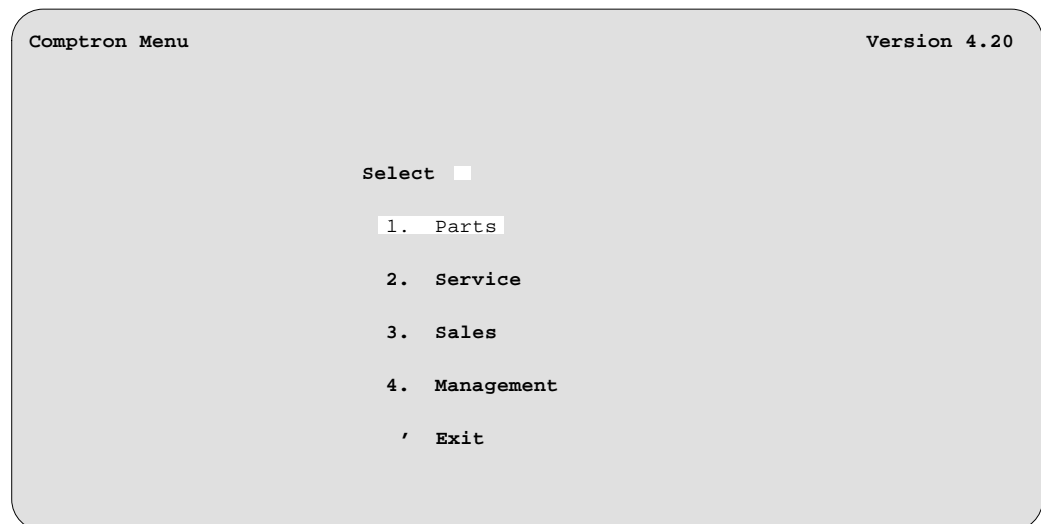 Comptron Menu Version 4.20
Select
1. Parts
2. Service
3. Sales
4. Management
’ Exit